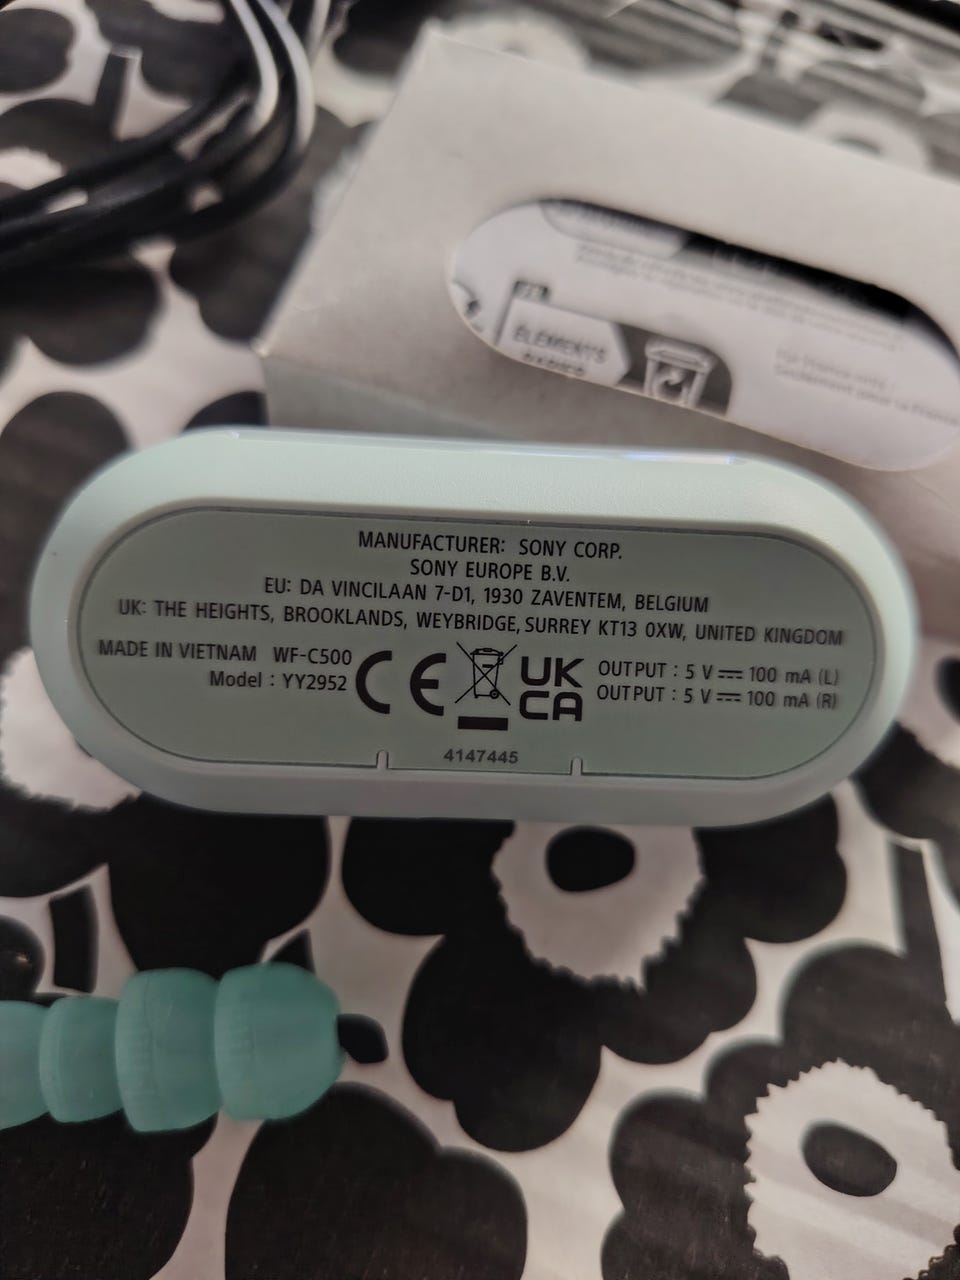 ÉLÉMENTS
MANUFACTURER: SONY CORP.
SONY EUROPE B.V.
EU: DA VINCILAAN 7-D1, 1930 ZAVENTEM, BELGIUM
UK: THE HEIGHTS, BROOKLANDS, WEYBRIDGE, SURREY KT13 0XW, UNITED KINGDOM
MADE IN VIETNAM WF-C500
Model : YY2952
CE
UK
CA
OUTPUT : 5 V ⎓ 100 mA (L)
OUTPUT : 5 V ⎓ 100 mA (R)
4147445